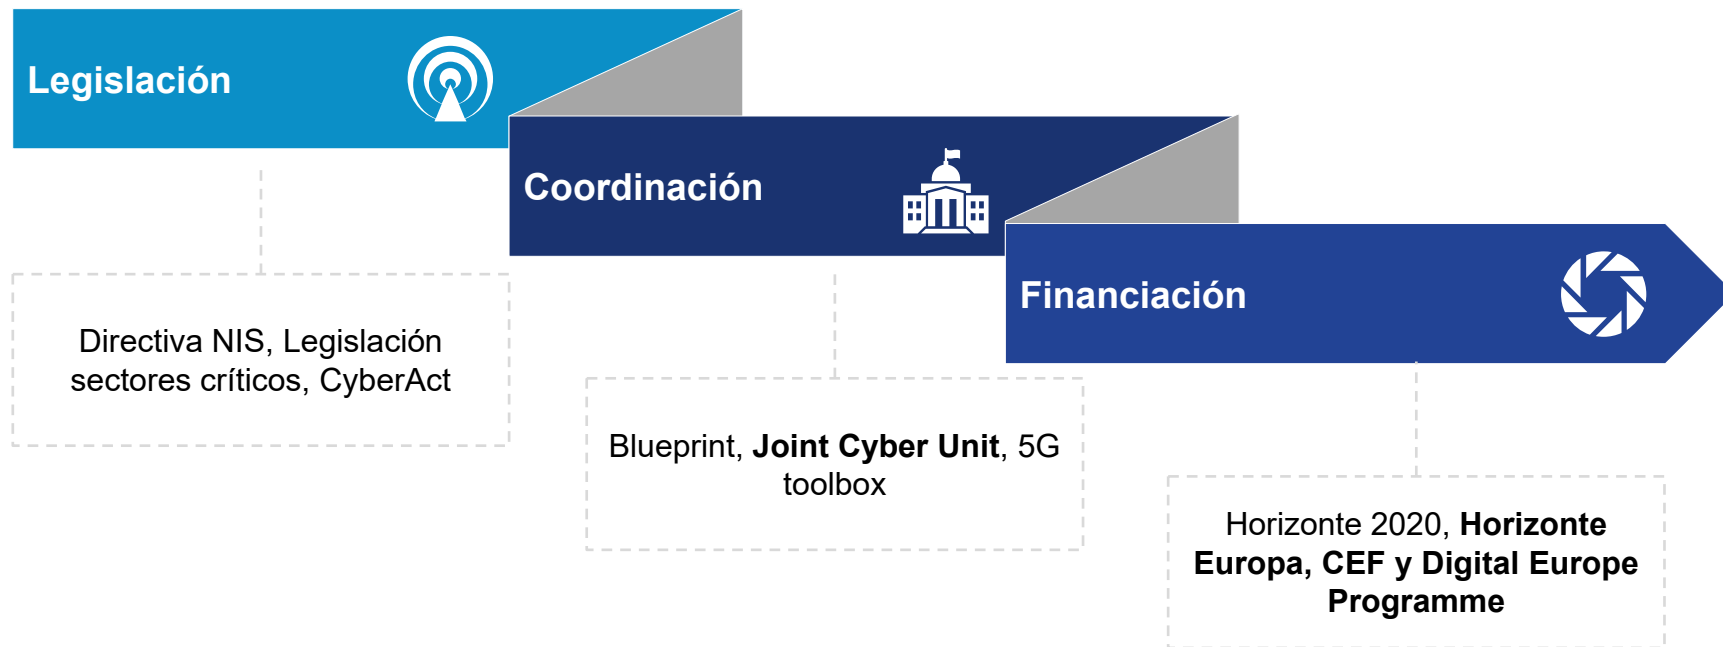 Legislación
Coordinación
Financiación
Directiva NIS, Legislación
sectores críticos, CyberAct
Blueprint, Joint Cyber Unit, 5G
toolbox
Horizonte 2020, Horizonte
Europa, CEF y Digital Europe
Programme